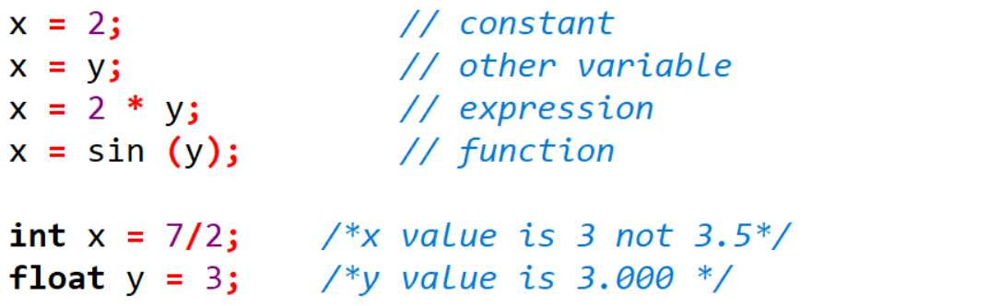 x = 2; // constant
x = y; // other variable
x = 2 * y; // expression
x = sin (y); // function
int x = 7/2; /*x value is 3 not 3.5*/
float y = 3; /*y value is 3.000 */